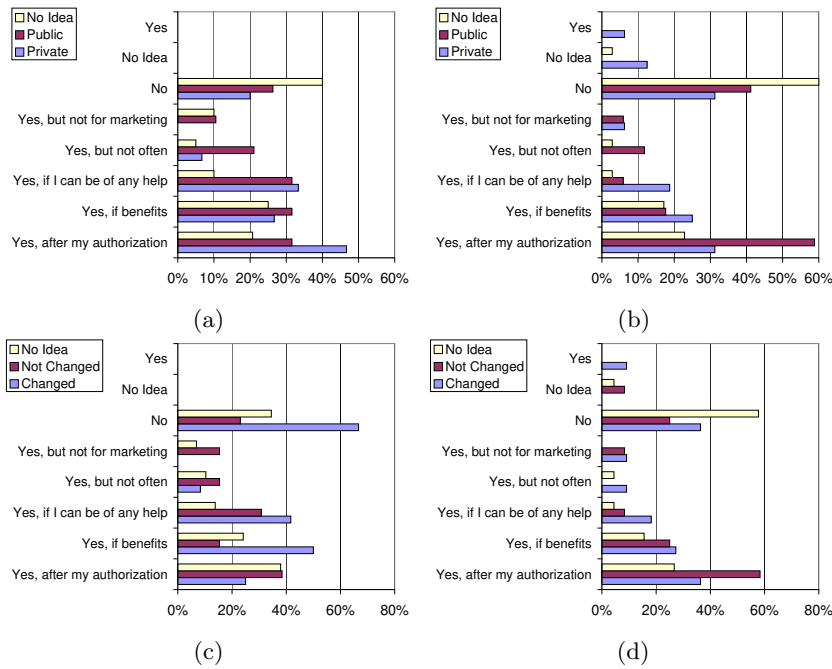 No Idea
Public
Private
Yes
No Idea
No
Yes, but not for marketing
Yes, but not often
Yes, if I can be of any help
Yes, if benefits
Yes, after my authorization
0% 10% 20% 30% 40% 50% 60%
(a)
No Idea
Public
Private
Yes
No Idea
No
Yes, but not for marketing
Yes, but not often
Yes, if I can be of any help
Yes, if benefits
Yes, after my authorization
0% 10% 20% 30% 40% 50% 60%
(b)
No Idea
Not Changed
Changed
Yes
No Idea
No
Yes, but not for marketing
Yes, but not often
Yes, if I can be of any help
Yes, if benefits
Yes, after my authorization
0% 20% 40% 60% 80%
(c)
No Idea
Not Changed
Changed
Yes
No Idea
No
Yes, but not for marketing
Yes, but not often
Yes, if I can be of any help
Yes, if benefits
Yes, after my authorization
0% 20% 40% 60% 80%
(d)